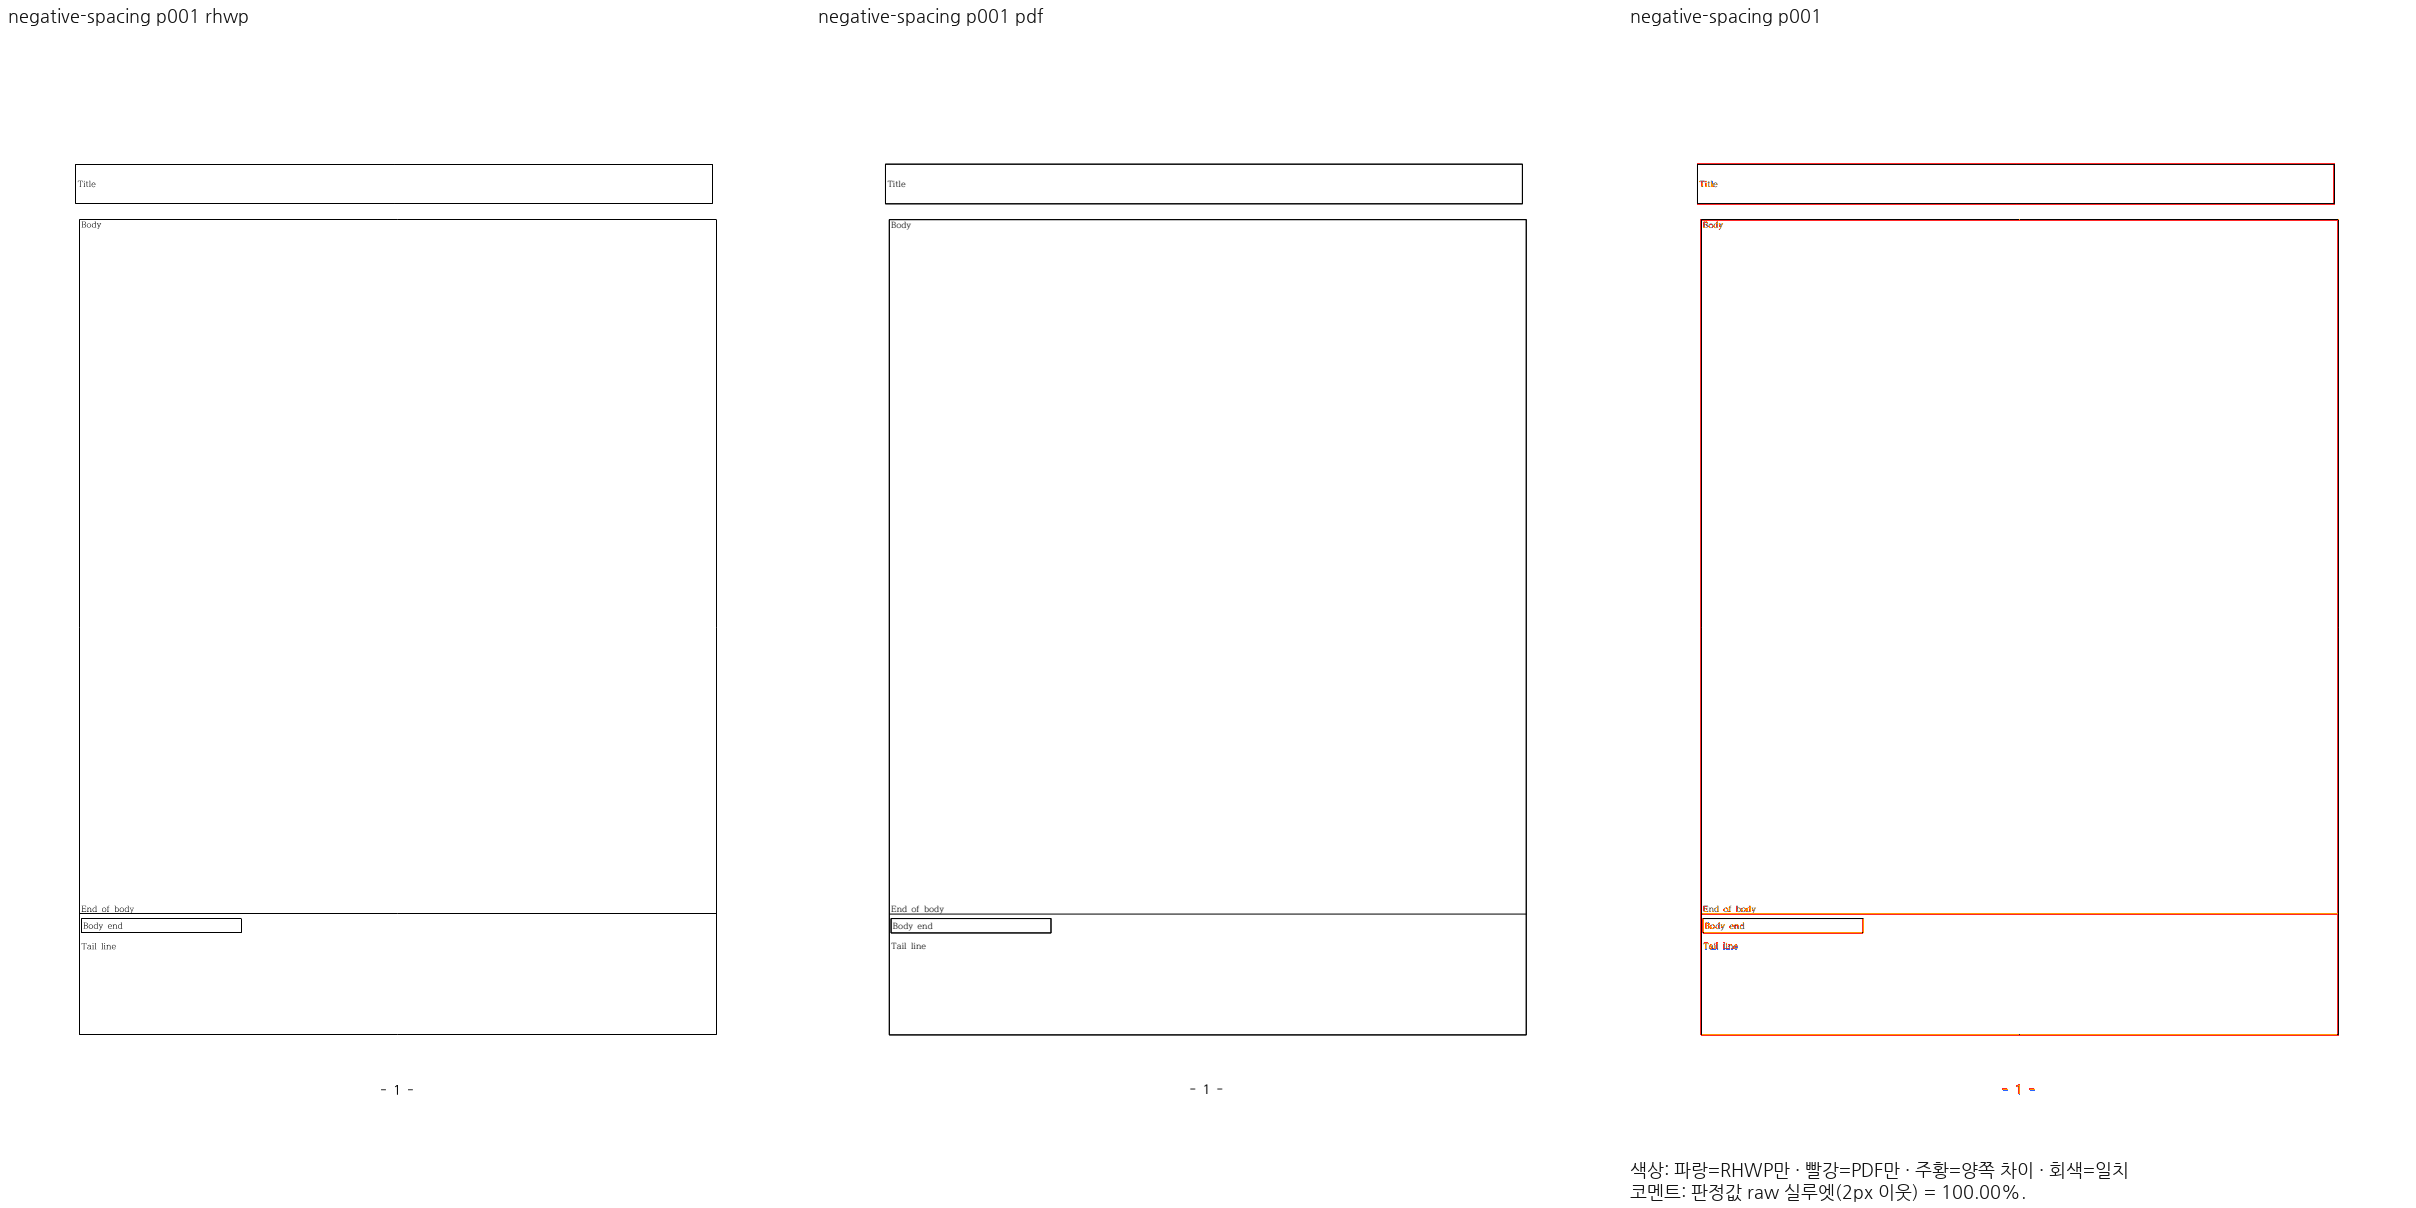 negative-spacing p001 rhwp
Title
Body
End of body
Body end
Tail line
- 1 -
negative-spacing p001 pdf
Title
Body
End of body
Body end
Tail line
- 1 -
negative-spacing p001
Title
Body
End of body
Body end
Tail line
- 1 -
색상: 파랑=RHWP만 · 빨강=PDF만 · 주황=양쪽 차이 · 회색=일치
코멘트: 판정값 raw 실루엣(2px 이웃) = 100.00%.